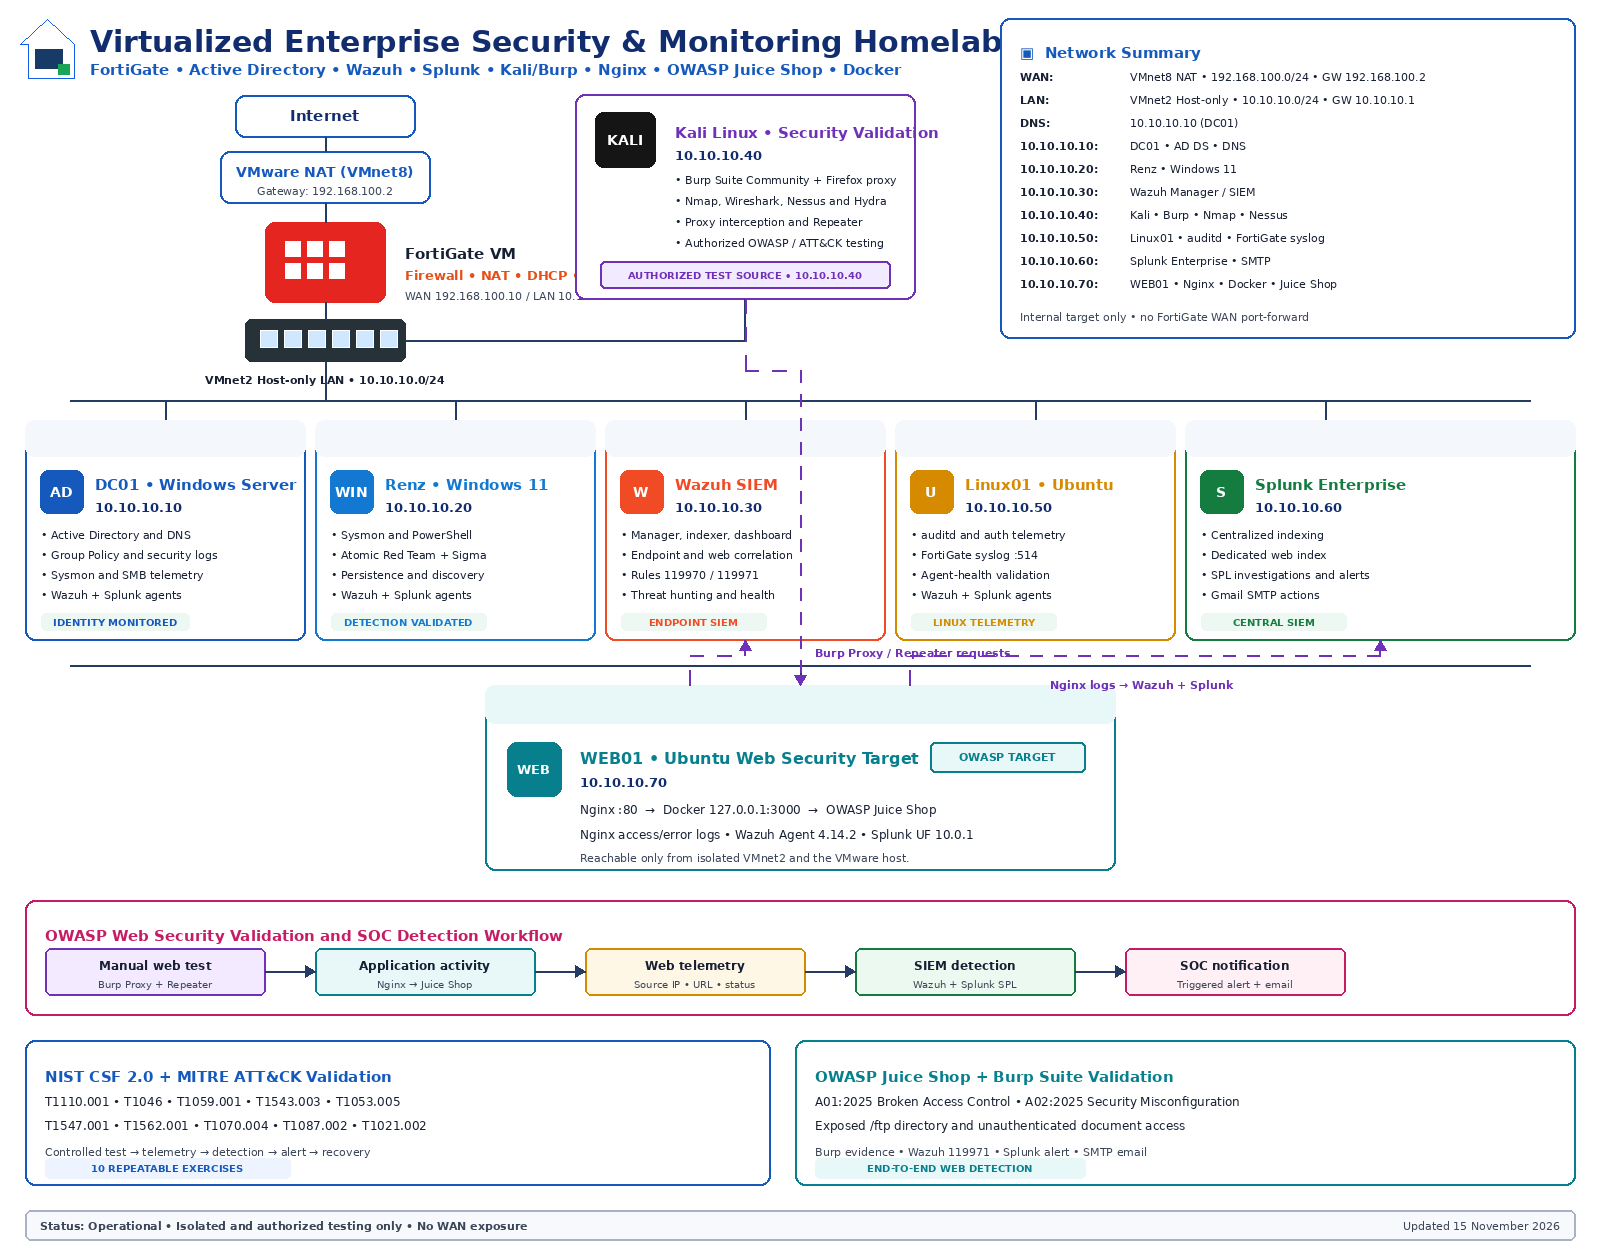 Virtualized Enterprise Security & Monitoring Homelab
FortiGate • Active Directory • Wazuh • Splunk • Kali/Burp • Nginx • OWASP Juice Shop • Docker
Internet
VMware NAT (VMnet8)
Gateway: 192.168.100.2
FortiGate VM
Firewall • NAT • DHCP •
WAN 192.168.100.10 / LAN 10.
VMnet2 Host-only LAN • 10.10.10.0/24
KALI
Kali Linux • Security Validation
10.10.10.40
• Burp Suite Community + Firefox proxy
• Nmap, Wireshark, Nessus and Hydra
• Proxy interception and Repeater
• Authorized OWASP / ATT&CK testing
AUTHORIZED TEST SOURCE • 10.10.10.40
▣ Network Summary
WAN: VMnet8 NAT • 192.168.100.0/24 • GW 192.168.100.2
LAN: VMnet2 Host-only • 10.10.10.0/24 • GW 10.10.10.1
DNS: 10.10.10.10 (DC01)
10.10.10.10: DC01 • AD DS • DNS
10.10.10.20: Renz • Windows 11
10.10.10.30: Wazuh Manager / SIEM
10.10.10.40: Kali • Burp • Nmap • Nessus
10.10.10.50: Linux01 • auditd • FortiGate syslog
10.10.10.60: Splunk Enterprise • SMTP
10.10.10.70: WEB01 • Nginx • Docker • Juice Shop
Internal target only • no FortiGate WAN port-forward
AD
DC01 • Windows Server
10.10.10.10
• Active Directory and DNS
• Group Policy and security logs
• Sysmon and SMB telemetry
• Wazuh + Splunk agents
IDENTITY MONITORED
WIN
Renz • Windows 11
10.10.10.20
• Sysmon and PowerShell
• Atomic Red Team + Sigma
• Persistence and discovery
• Wazuh + Splunk agents
DETECTION VALIDATED
W
Wazuh SIEM
10.10.10.30
• Manager, indexer, dashboard
• Endpoint and web correlation
• Rules 119970 / 119971
• Threat hunting and health
ENDPOINT SIEM
U
Linux01 • Ubuntu
10.10.10.50
• auditd and auth telemetry
• FortiGate syslog :514
• Agent-health validation
• Wazuh + Splunk agents
LINUX TELEMETRY
S
Splunk Enterprise
10.10.10.60
• Centralized indexing
• Dedicated web index
• SPL investigations and alerts
• Gmail SMTP actions
CENTRAL SIEM
Burp Proxy / Repeater requests
Nginx logs → Wazuh + Splunk
WEB
WEB01 • Ubuntu Web Security Target
OWASP TARGET
10.10.10.70
Nginx :80 → Docker 127.0.0.1:3000 → OWASP Juice Shop
Nginx access/error logs • Wazuh Agent 4.14.2 • Splunk UF 10.0.1
Reachable only from isolated VMnet2 and the VMware host.
OWASP Web Security Validation and SOC Detection Workflow
Manual web test
Burp Proxy + Repeater
Application activity
Nginx → Juice Shop
Web telemetry
Source IP • URL • status
SIEM detection
Wazuh + Splunk SPL
SOC notification
Triggered alert + email
NIST CSF 2.0 + MITRE ATT&CK Validation
T1110.001 • T1046 • T1059.001 • T1543.003 • T1053.005
T1547.001 • T1562.001 • T1070.004 • T1087.002 • T1021.002
Controlled test → telemetry → detection → alert → recovery
10 REPEATABLE EXERCISES
OWASP Juice Shop + Burp Suite Validation
A01:2025 Broken Access Control • A02:2025 Security Misconfiguration
Exposed /ftp directory and unauthenticated document access
Burp evidence • Wazuh 119971 • Splunk alert • SMTP email
END-TO-END WEB DETECTION
Status: Operational • Isolated and authorized testing only • No WAN exposure
Updated 15 November 2026